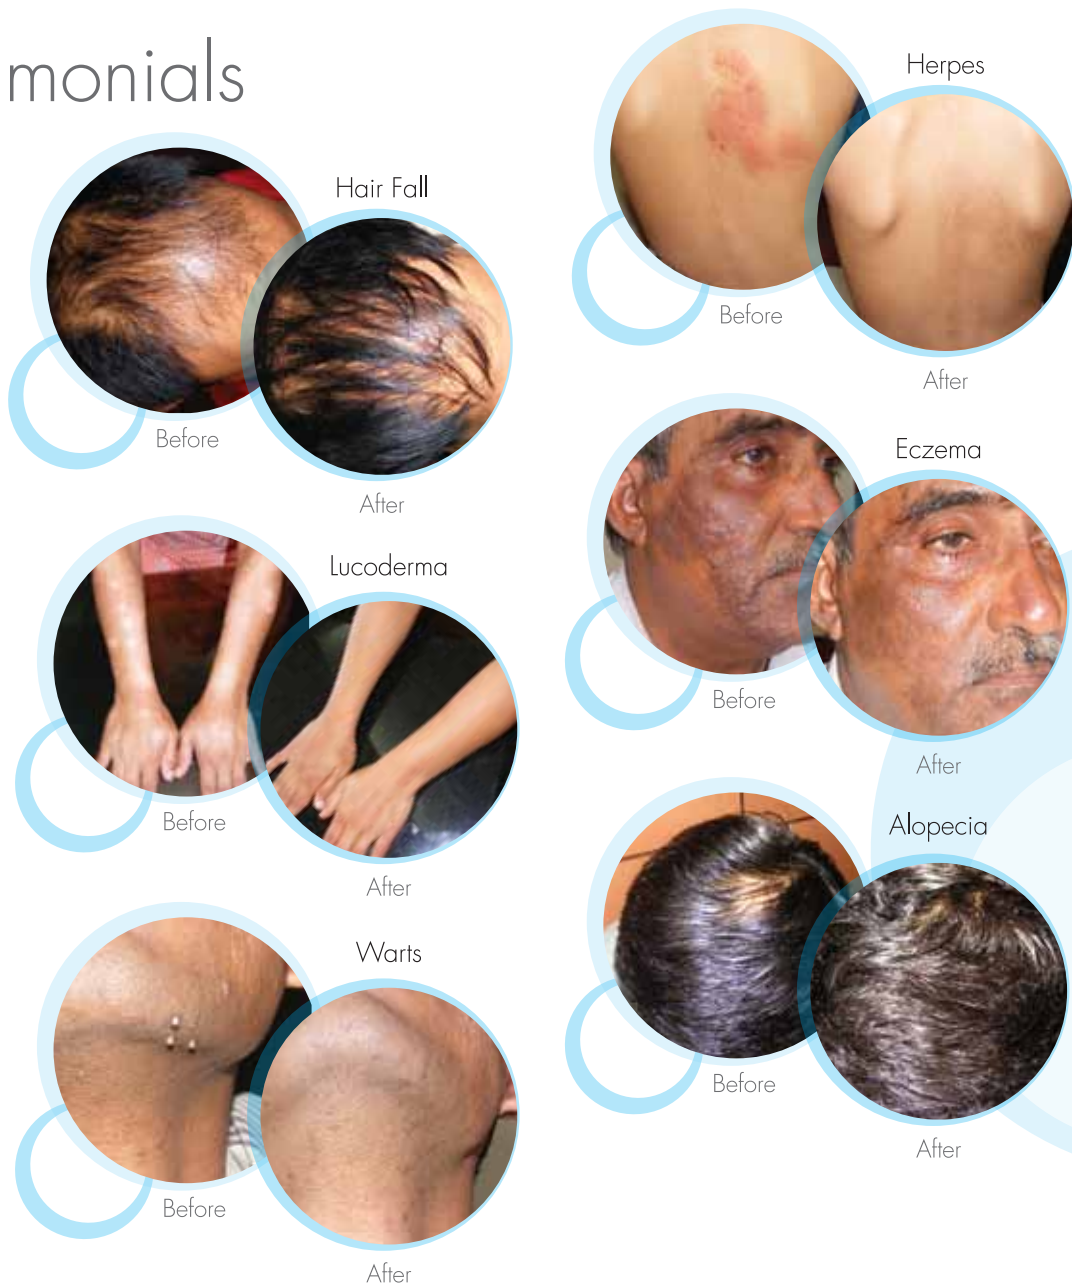 monials
Hair Fall
Before
After
Lucoderma
Before
After
Warts
Before
After
Herpes
Before
After
Eczema
Before
After
Alopecia
Before
After